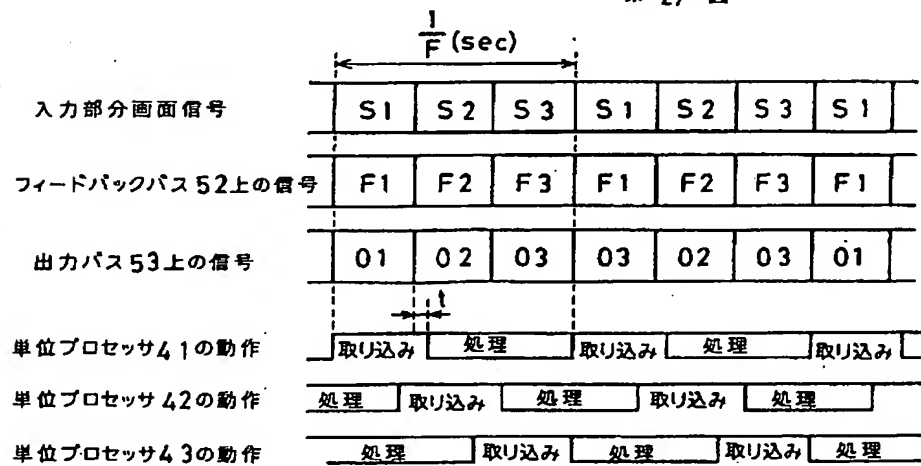 第 27 図
1/F (sec)
入力部分画面信号 S1 S2 S3 S1 S2 S3 S1
フィードバックバス52上の信号 F1 F2 F3 F1 F2 F3 F1
出力バス53上の信号 01 02 03 03 02 03 01
t
単位プロセッサ41の動作 取り込み 処理 取り込み 処理 取り込み
単位プロセッサ42の動作 処理 取り込み 処理 取り込み 処理
単位プロセッサ43の動作 処理 取り込み 処理 取り込み 処理